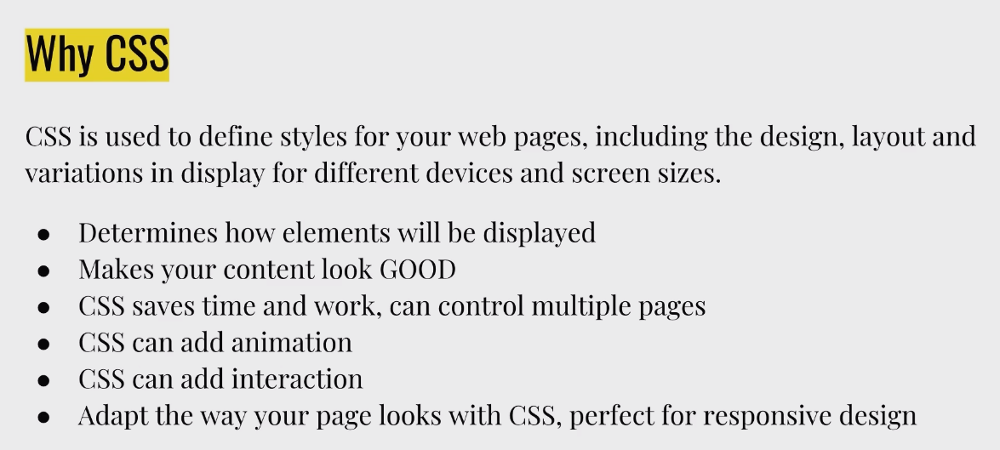 Why CSS
CSS is used to define styles for your web pages, including the design, layout and
variations in display for different devices and screen sizes.
● Determines how elements will be displayed
● Makes your content look GOOD
● CSS saves time and work, can control multiple pages
● CSS can add animation
● CSS can add interaction
● Adapt the way your page looks with CSS, perfect for responsive design